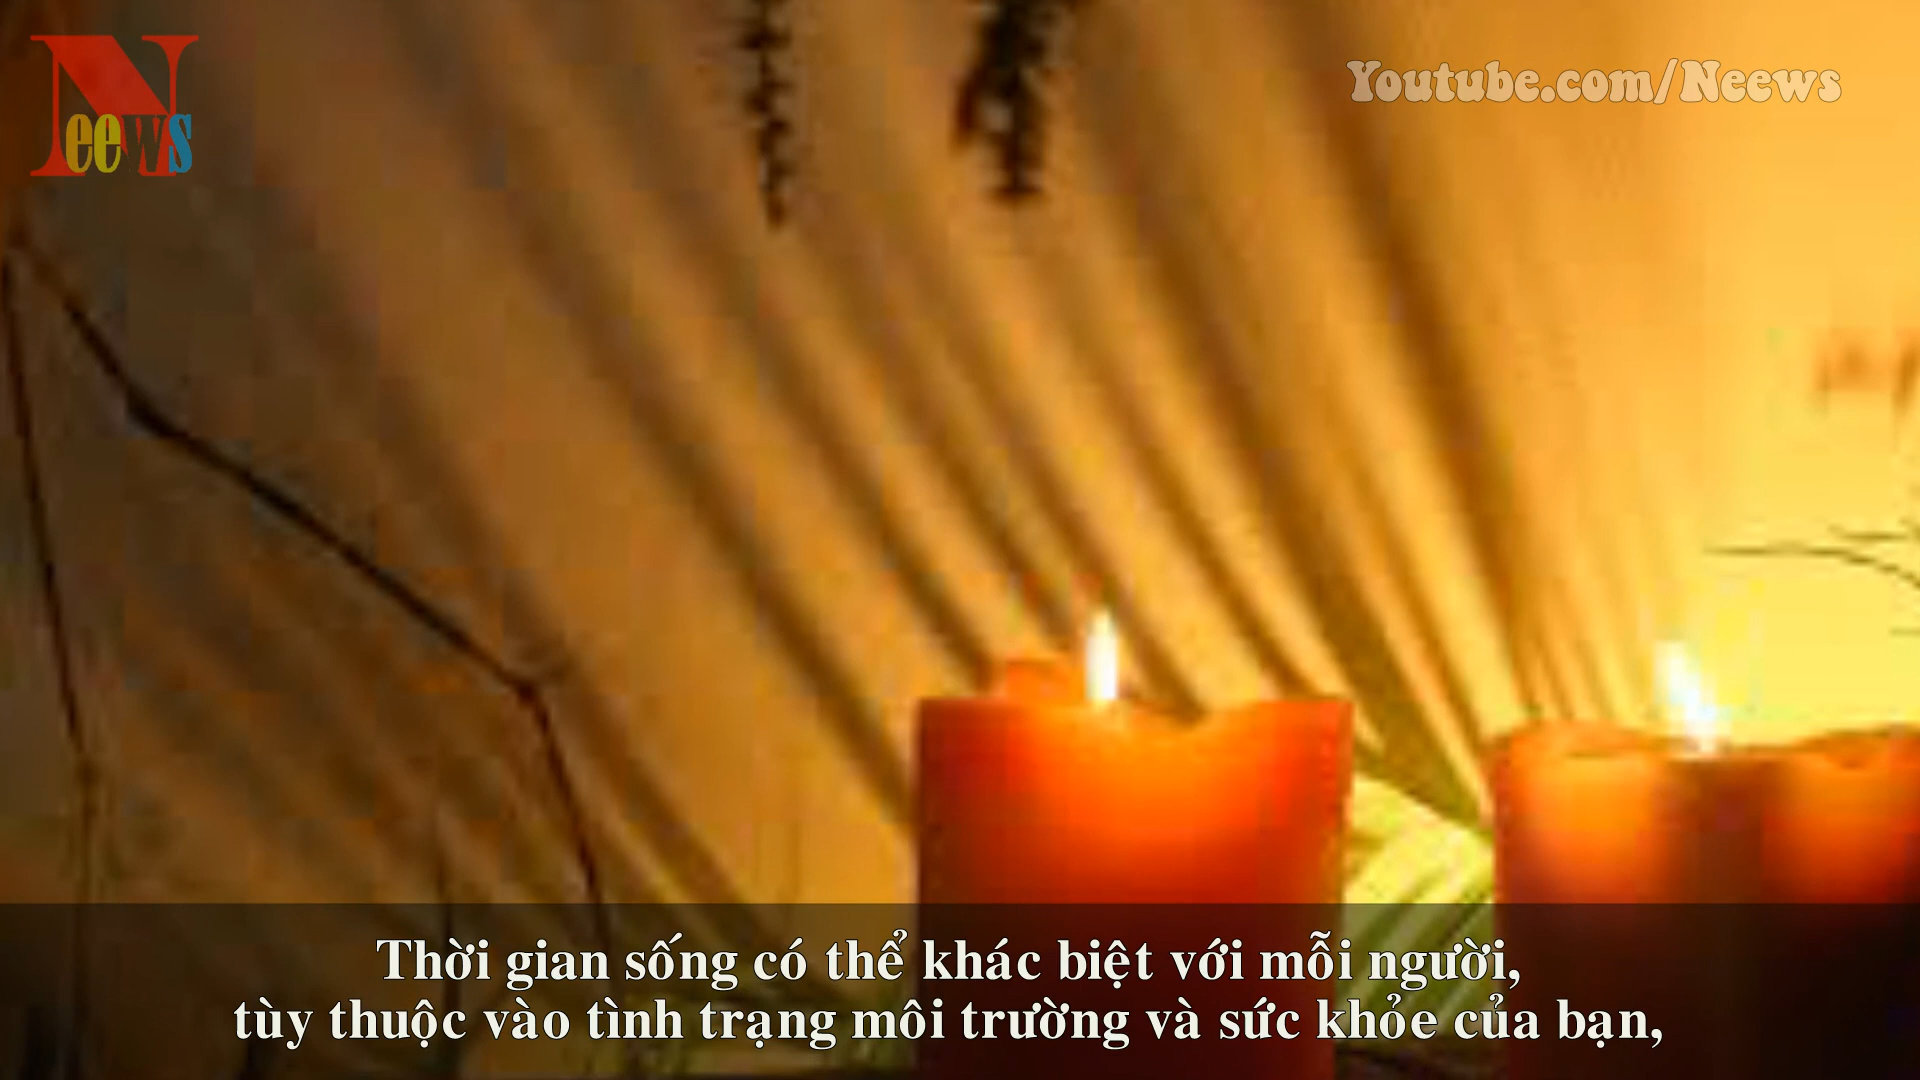 Neews
Youtube.com/Neews
Thời gian sống có thể khác biệt với mỗi người,
tùy thuộc vào tình trạng môi trường và sức khỏe của bạn,